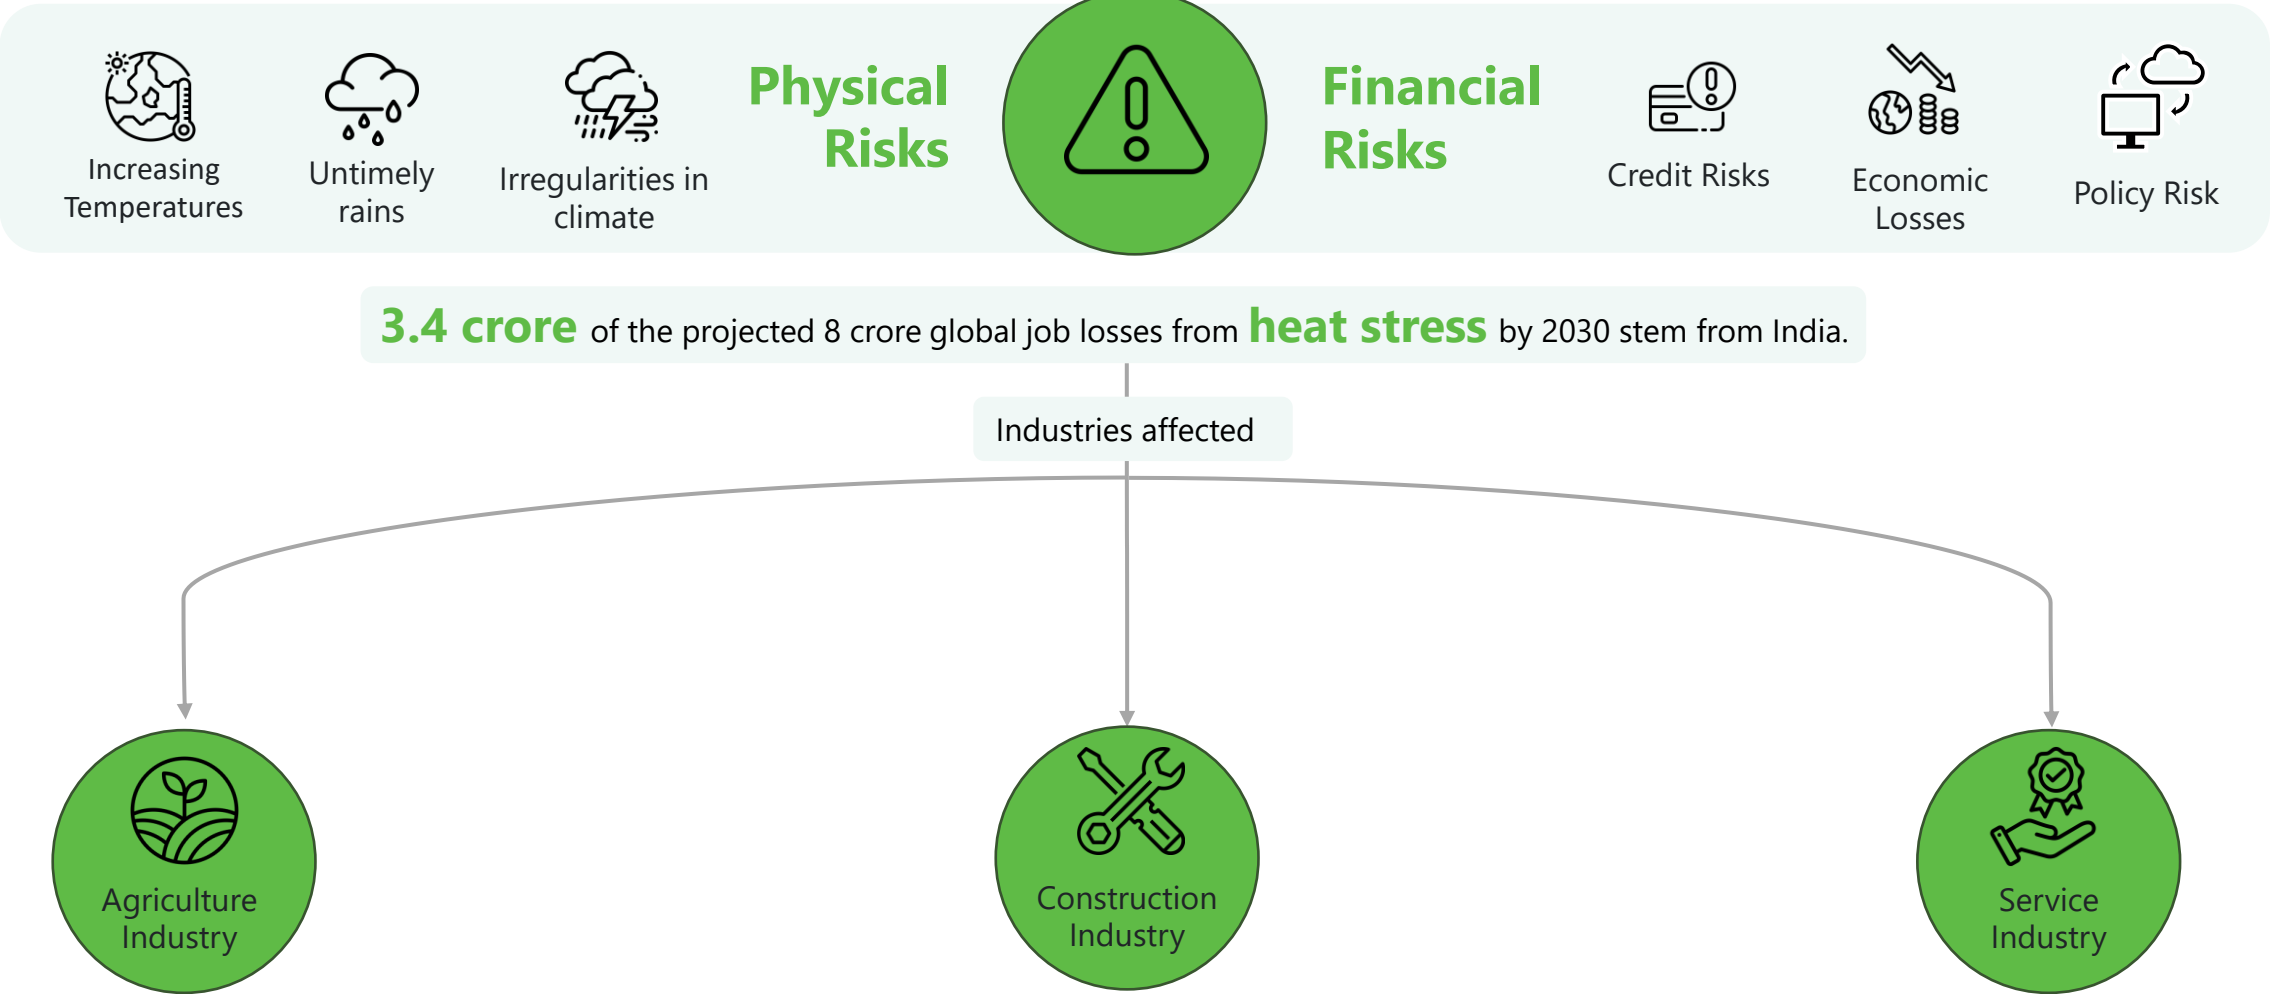 Increasing
Temperatures
Untimely
rains
Irregularities in
climate
Physical
Risks
Financial
Risks
Credit Risks
Economic
Losses
Policy Risk
3.4 crore of the projected 8 crore global job losses from heat stress by 2030 stem from India.
Industries affected
Agriculture
Industry
Construction
Industry
Service
Industry